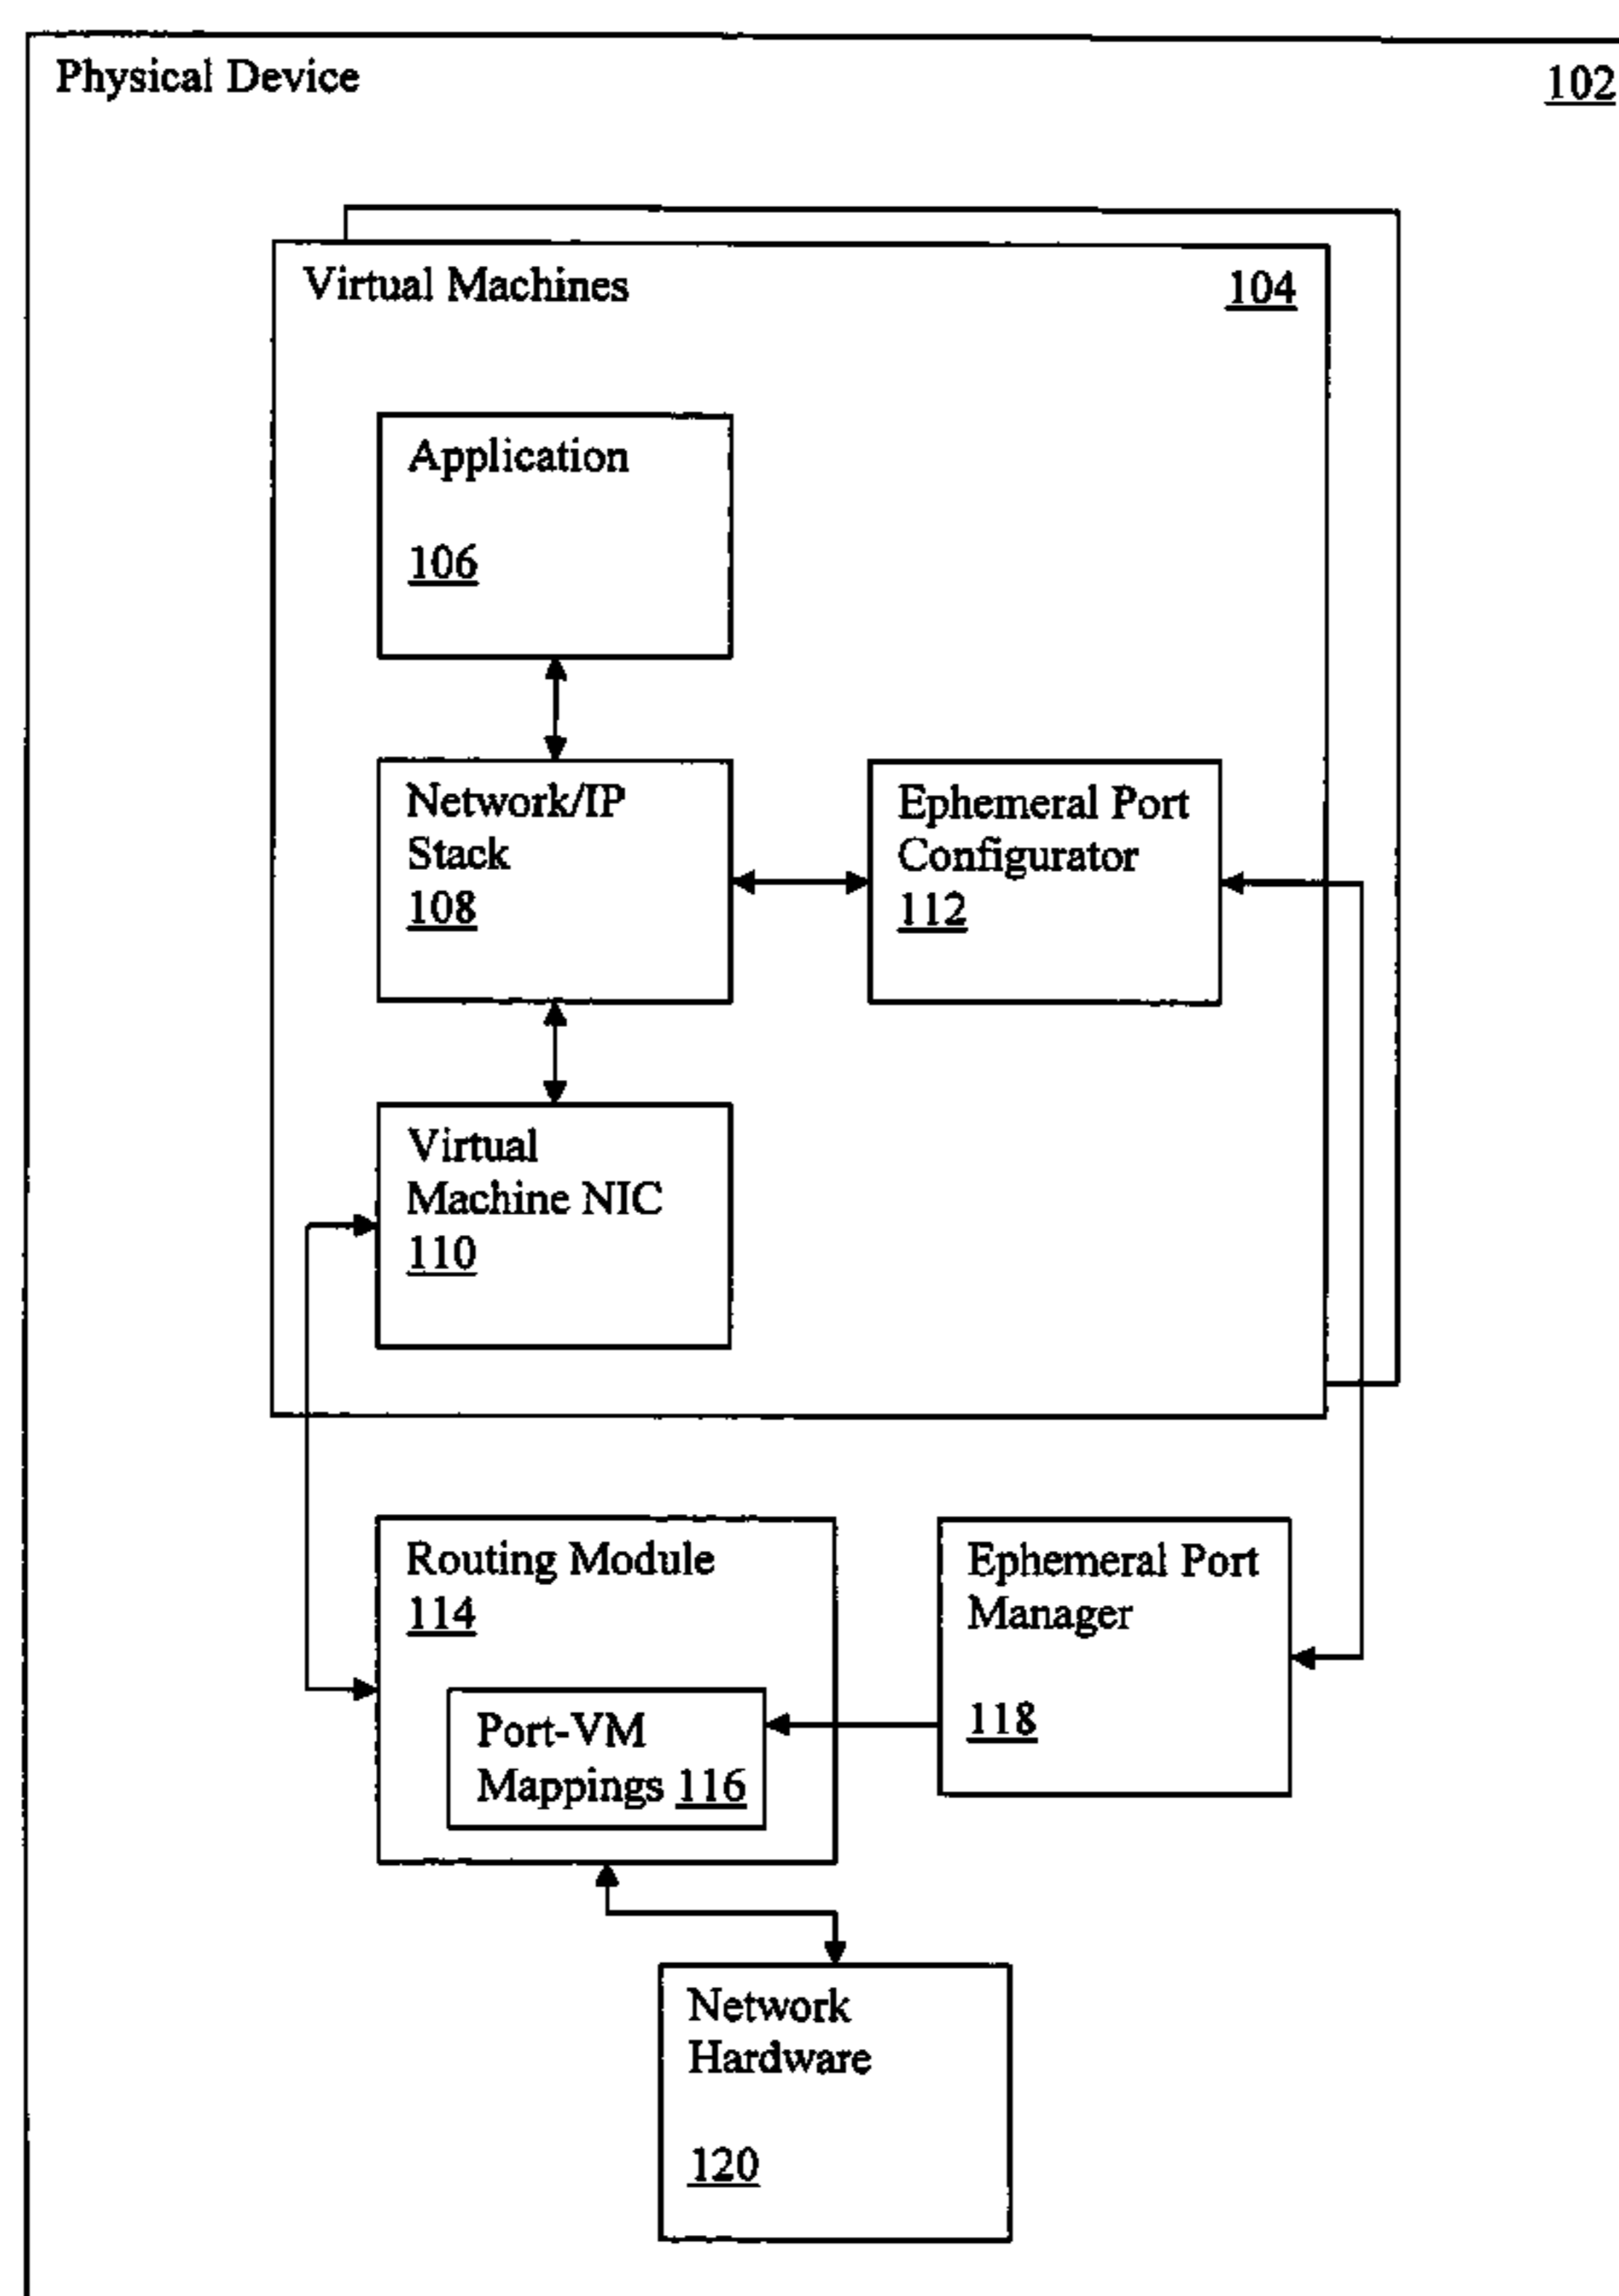 Physical Device 102
Virtual Machines 104
Application
106
Network/IP
Stack
108
Ephemeral Port
Configurator
112
Virtual
Machine NIC
110
Routing Module
114
Port-VM
Mappings 116
Ephemeral Port
Manager
118
Network
Hardware
120